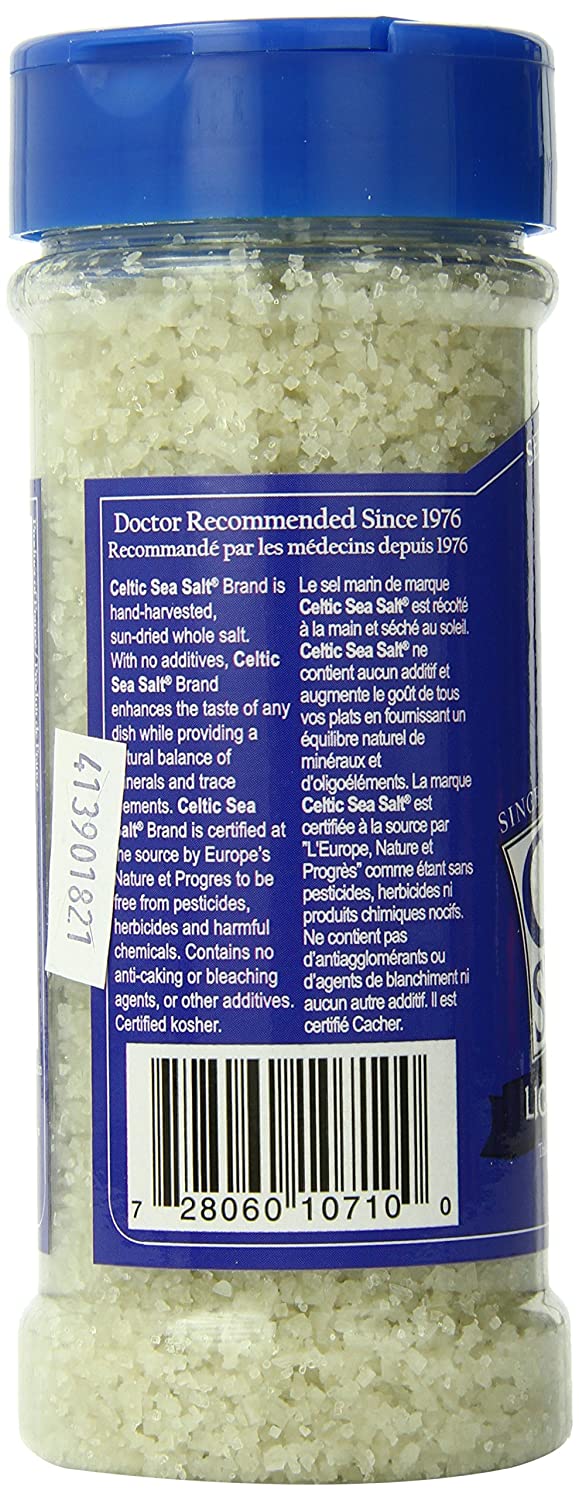 Doctor Recommended Since 1976
Recommandé par les médecins depuis 1976
Celtic Sea Salt® Brand is
hand-harvested,
sun-dried whole salt.
With no additives, Celtic
Sea Salt® Brand
enhances the taste of any
dish while providing a
tural balance of
nerals and trace
ements. Celtic Sea
alt® Brand is certified at
he source by Europe's
Nature et Progres to be
free from pesticides,
herbicides and harmful
chemicals. Contains no
anti-caking or bleaching
agents, or other additives.
Certified kosher.
Le sel marin de marque
Celtic Sea Salt® est récolté
à la main et séché au soleil.
Celtic Sea Salt® ne
contient aucun additif et
augmente le goût de tous
vos plats en fournissant un
équilibre naturel de
minéraux et
d'oligoéléments. La marque
Celtic Sea Salt® est
certifiée à la source par
"L'Europe, Nature et
Progrès" comme étant sans
pesticides, herbicides ni
produits chimiques nocifs.
Ne contient pas
d'antiagglomérants ou
d'agents de blanchiment ni
aucun autre additif. Il est
certifié Cacher.
413901821
7 28060 10710 0